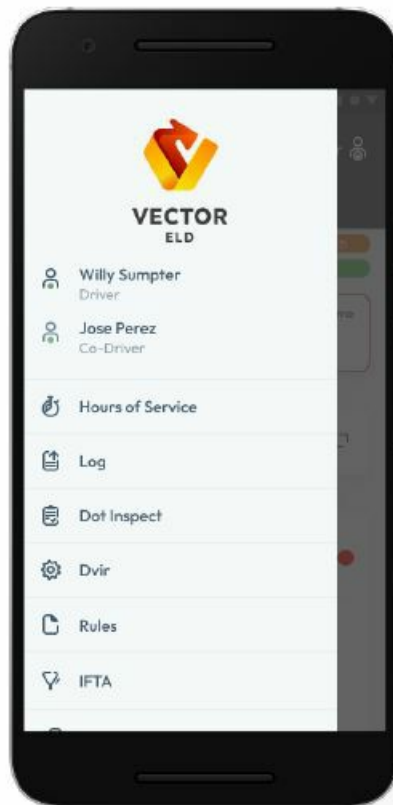 VECTOR
ELD
Willy Sumpter
Driver
Jose Perez
Co-Driver
Hours of Service
Log
Dot Inspect
Dvir
Rules
IFTA